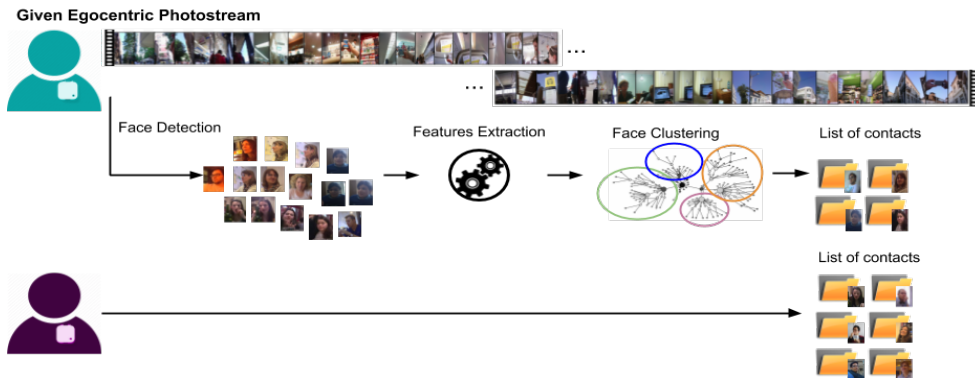 Given Egocentric Photostream
...
...
Face Detection
Features Extraction
Face Clustering
List of contacts
List of contacts